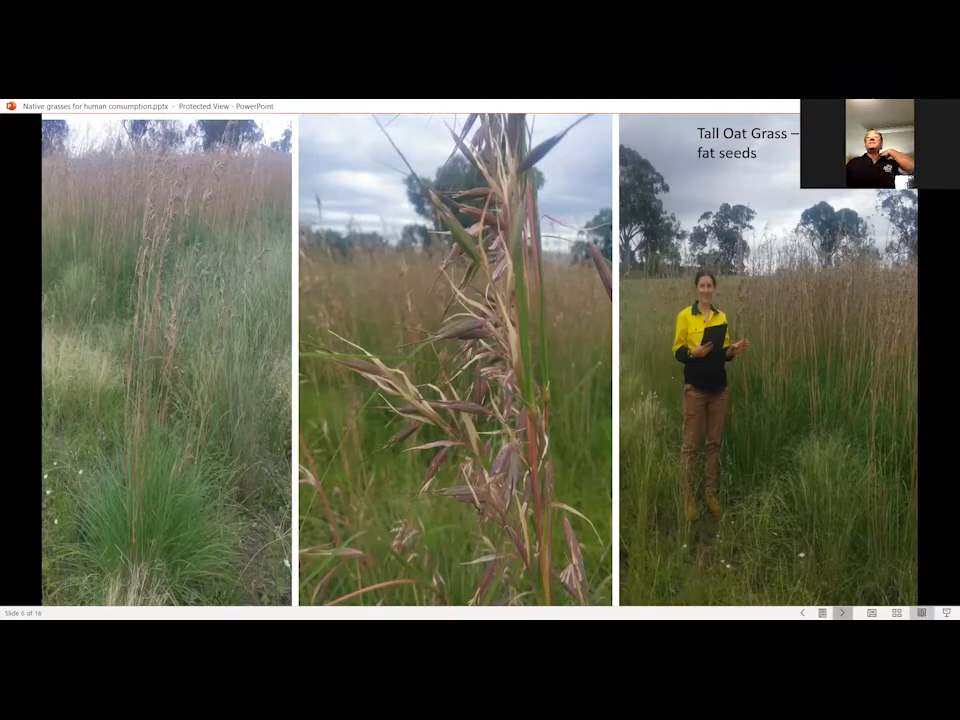 Native grasses for human consumption.pptx - Protected View - PowerPoint
Tall Oat Grass –
fat seeds
Slide 6 of 16